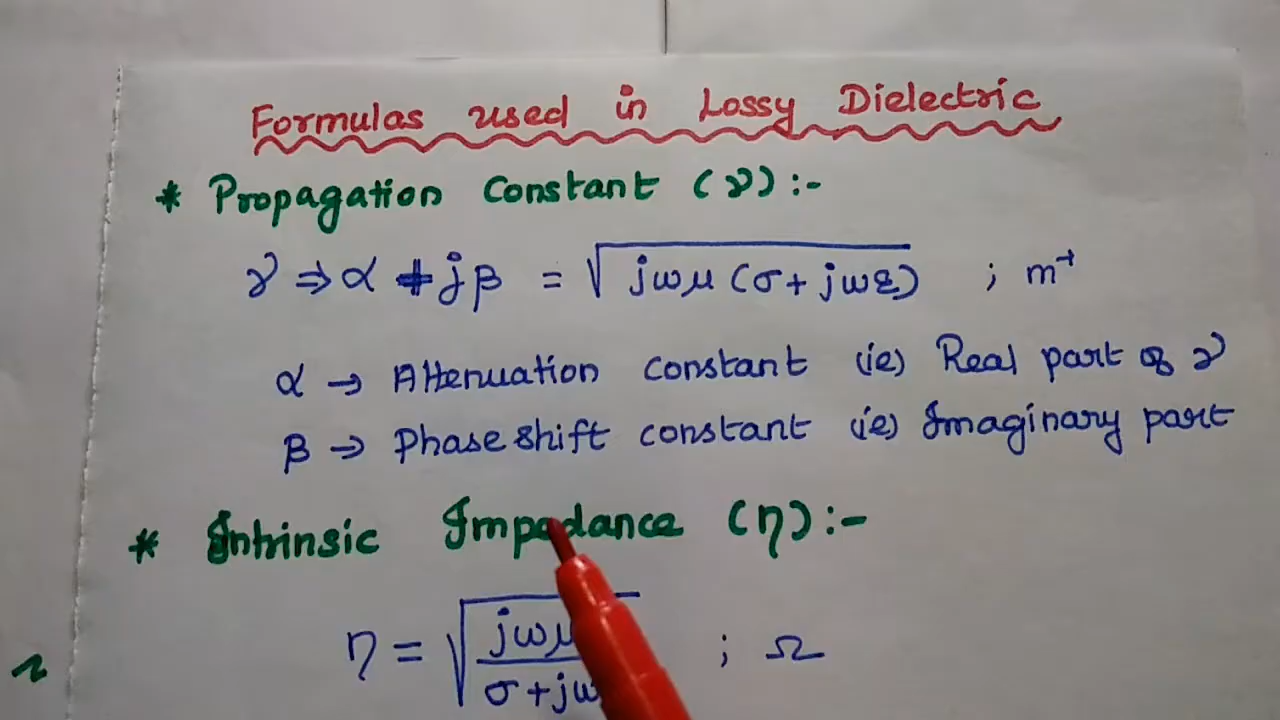 Formulas used in Lossy Dielectric
* Propagation Constant (γ):-
γ ⇒ α + jβ = √(jωμ (σ + jωε)) ; m⁻¹
α → Attenuation constant (ie) Real part of γ
β → Phase shift constant (ie) Imaginary part
* Intrinsic Impedance (η):-
η = √(jωμ / σ + jω ; Ω